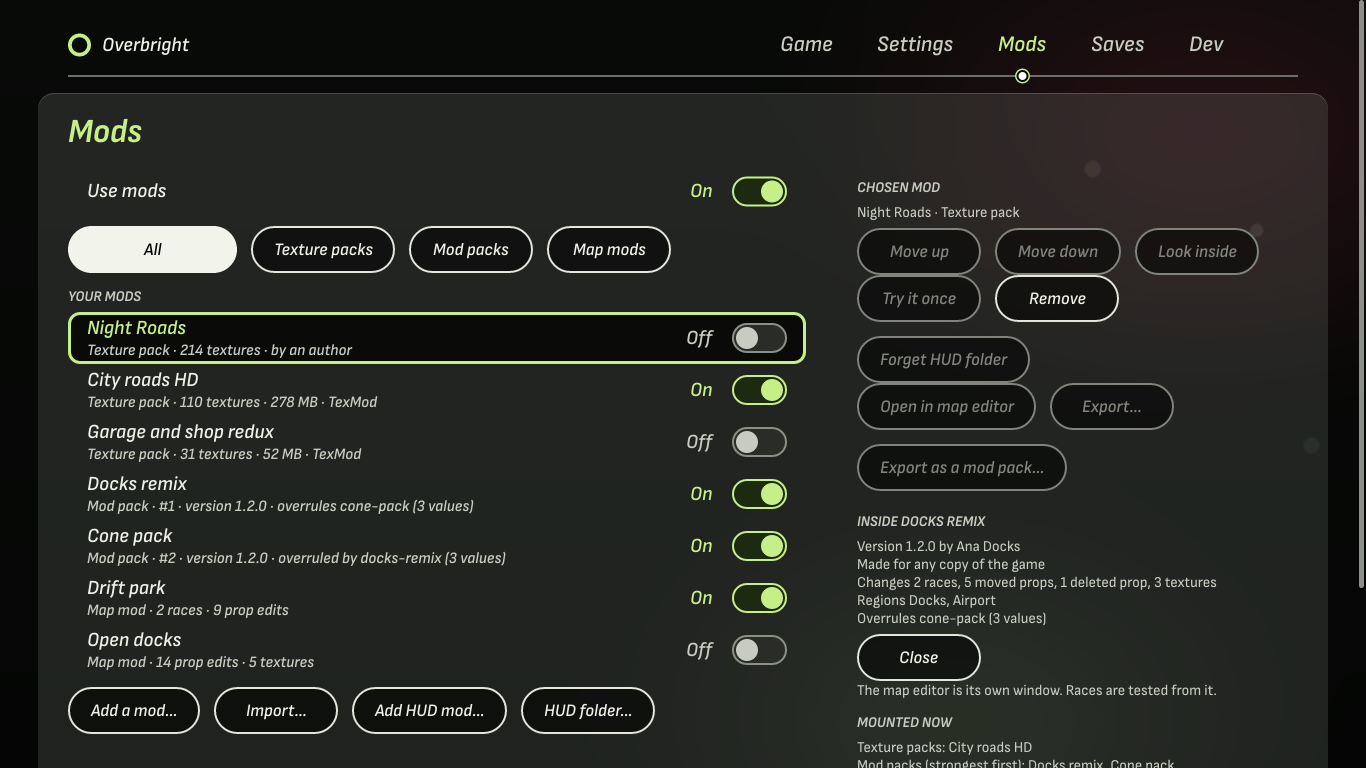 Overbright
Game Settings Mods Saves Dev
Mods
Use mods On
All Texture packs Mod packs Map mods
YOUR MODS
Night Roads Off
Texture pack · 214 textures · by an author
City roads HD On
Texture pack · 110 textures · 278 MB · TexMod
Garage and shop redux Off
Texture pack · 31 textures · 52 MB · TexMod
Docks remix On
Mod pack · #1 · version 1.2.0 · overrules cone-pack (3 values)
Cone pack On
Mod pack · #2 · version 1.2.0 · overruled by docks-remix (3 values)
Drift park On
Map mod · 2 races · 9 prop edits
Open docks Off
Map mod · 14 prop edits · 5 textures
Add a mod... Import... Add HUD mod... HUD folder...
CHOSEN MOD
Night Roads · Texture pack
Move up Move down Look inside
Try it once Remove
Forget HUD folder
Open in map editor Export...
Export as a mod pack...
INSIDE DOCKS REMIX
Version 1.2.0 by Ana Docks
Made for any copy of the game
Changes 2 races, 5 moved props, 1 deleted prop, 3 textures
Regions Docks, Airport
Overrules cone-pack (3 values)
Close
The map editor is its own window. Races are tested from it.
MOUNTED NOW
Texture packs: City roads HD
Mod packs (strongest first): Docks remix, Cone pack